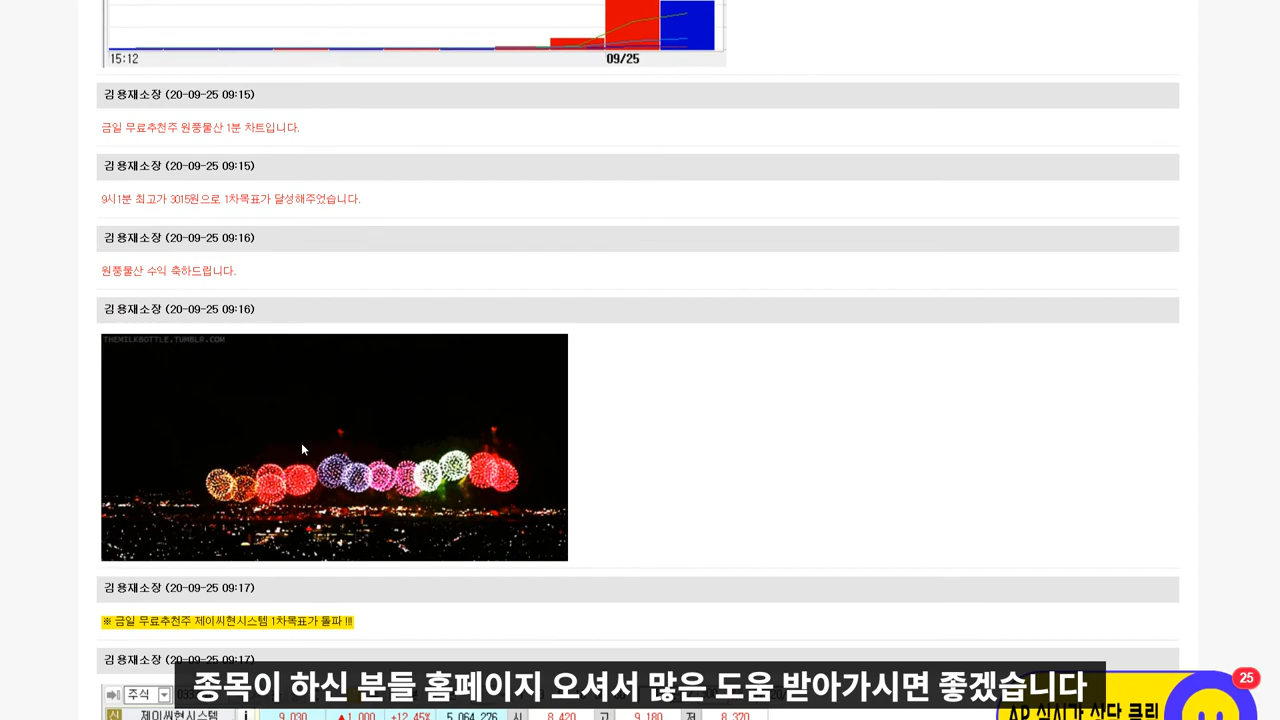 15:12 09/25
김용재소장 (20-09-25 09:15)
금일 무료추천주 원풍물산 1분 차트입니다.
김용재소장 (20-09-25 09:15)
9시1분 최고가 3015원으로 1차목표가 달성해주었습니다.
김용재소장 (20-09-25 09:16)
원풍물산 수익 축하드립니다.
김용재소장 (20-09-25 09:16)
THEMILKBOTTLE.TUMBLR.COM
김용재소장 (20-09-25 09:17)
※ 금일 무료추천주 제이씨현시스템 1차목표가 돌파 !!!
김용재소장 (20-09-25 09:17)
종목이 하신 분들 홈페이지 오셔서 많은 도움 받아가시면 좋겠습니다
25
주식
신 제이씨현시스템 i 9,030 ▲1,000 +12.45% 5,064,276 시 8,420 고 9,180 저 8,370